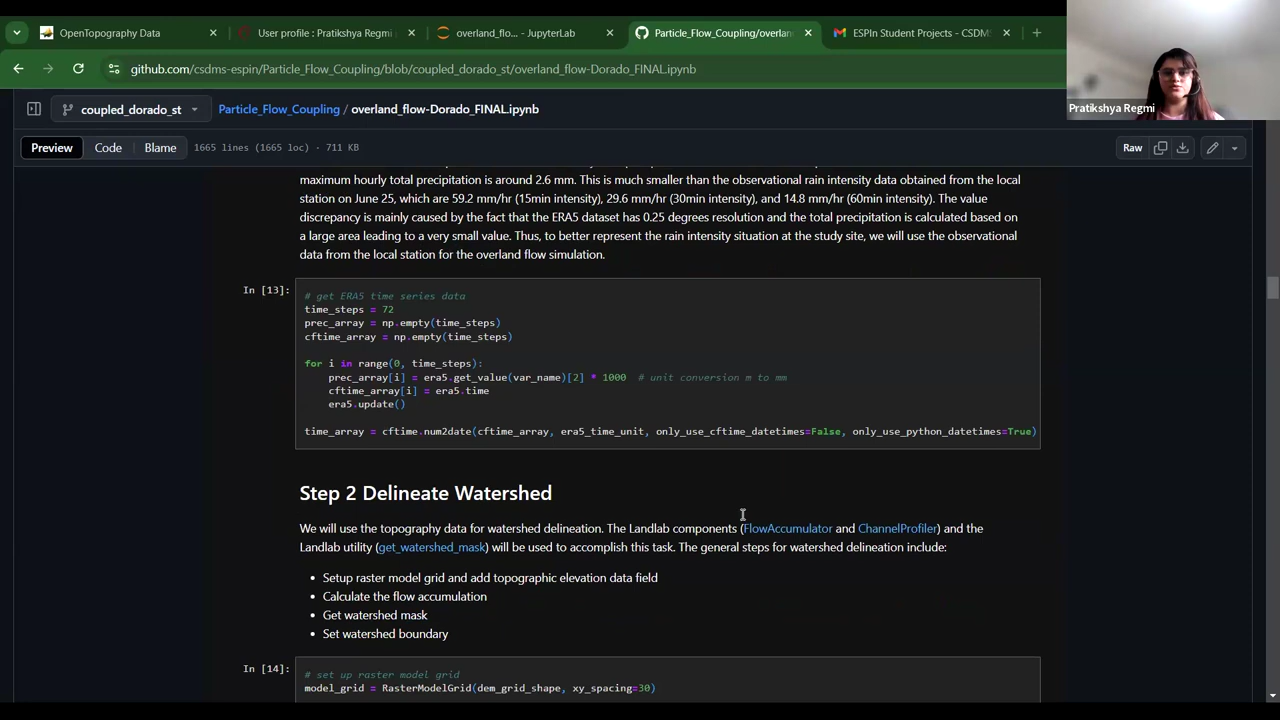 OpenTopography Data
User profile : Pratikshya Regmi
overland_flo... - JupyterLab
Particle_Flow_Coupling/overland
ESPIn Student Projects - CSDMS
github.com/csdms-espin/Particle_Flow_Coupling/blob/coupled_dorado_st/overland_flow-Dorado_FINAL.ipynb
Pratikshya Regmi
coupled_dorado_st
Particle_Flow_Coupling / overland_flow-Dorado_FINAL.ipynb
Preview Code Blame 1665 lines (1665 loc) · 711 KB Raw
maximum hourly total precipitation is around 2.6 mm. This is much smaller than the observational rain intensity data obtained from the local
station on June 25, which are 59.2 mm/hr (15min intensity), 29.6 mm/hr (30min intensity), and 14.8 mm/hr (60min intensity). The value
discrepancy is mainly caused by the fact that the ERA5 dataset has 0.25 degrees resolution and the total precipitation is calculated based on
a large area leading to a very small value. Thus, to better represent the rain intensity situation at the study site, we will use the observational
data from the local station for the overland flow simulation.
In [13]:
# get ERA5 time series data
time_steps = 72
prec_array = np.empty(time_steps)
cftime_array = np.empty(time_steps)
for i in range(0, time_steps):
prec_array[i] = era5.get_value(var_name)[2] * 1000 # unit conversion m to mm
cftime_array[i] = era5.time
era5.update()
time_array = cftime.num2date(cftime_array, era5_time_unit, only_use_cftime_datetimes=False, only_use_python_datetimes=True)
Step 2 Delineate Watershed
We will use the topography data for watershed delineation. The Landlab components (FlowAccumulator and ChannelProfiler) and the
Landlab utility (get_watershed_mask) will be used to accomplish this task. The general steps for watershed delineation include:
• Setup raster model grid and add topographic elevation data field
• Calculate the flow accumulation
• Get watershed mask
• Set watershed boundary
In [14]:
# set up raster model grid
model_grid = RasterModelGrid(dem_grid_shape, xy_spacing=30)